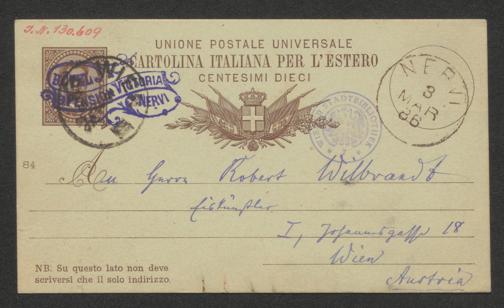 I.N. 130.609
UNIONE POSTALE UNIVERSALE
CARTOLINA ITALIANA PER L'ESTERO
CENTESIMI DIECI
HOTEL VICTORIA
PENSION NERVI
NERVI
3
MAR
86
84
An Herrn Robert Wilbrandt
I, Johannesgasse 18
Wien
Austria
NB. Su questo lato non deve
scriversi che il solo indirizzo.